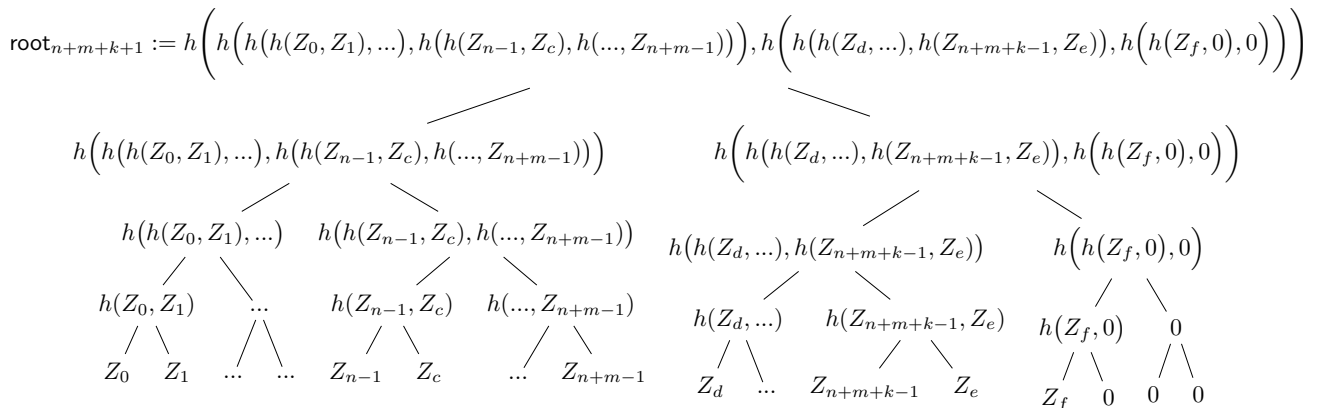 root_{n+m+k+1} := h(h(h(h(Z_0, Z_1), ...), h(h(Z_{n-1}, Z_c), h(..., Z_{n+m-1}))), h(h(h(Z_d, ...), h(Z_{n+m+k-1}, Z_e)), h(h(Z_f, 0), 0)))
h(h(h(Z_0, Z_1), ...), h(h(Z_{n-1}, Z_c), h(..., Z_{n+m-1}))) h(h(h(Z_d, ...), h(Z_{n+m+k-1}, Z_e)), h(h(Z_f, 0), 0))
h(h(Z_0, Z_1), ...) h(h(Z_{n-1}, Z_c), h(..., Z_{n+m-1})) h(h(Z_d, ...), h(Z_{n+m+k-1}, Z_e)) h(h(Z_f, 0), 0)
h(Z_0, Z_1) ... h(Z_{n-1}, Z_c) h(..., Z_{n+m-1}) h(Z_d, ...) h(Z_{n+m+k-1}, Z_e) h(Z_f, 0) 0
Z_0 Z_1 ... ... Z_{n-1} Z_c ... Z_{n+m-1} Z_d ... Z_{n+m+k-1} Z_e Z_f 0 0 0